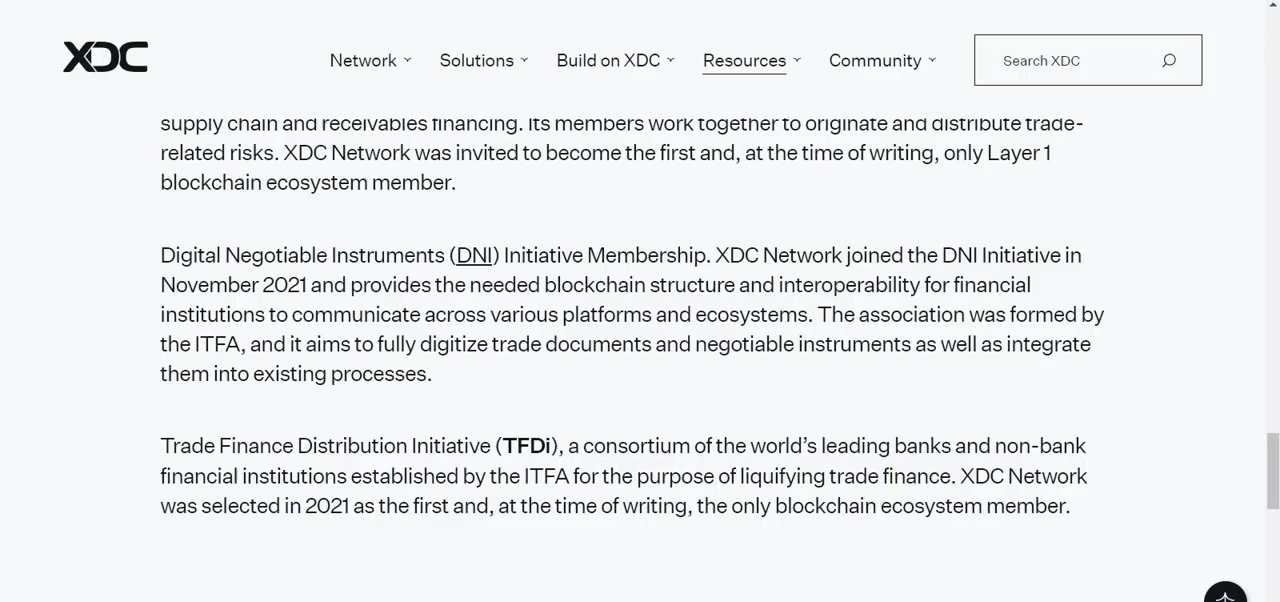 XDC
Network
Solutions
Build on XDC
Resources
Community
Search XDC
supply chain and receivables financing. Its members work together to originate and distribute trade-
related risks. XDC Network was invited to become the first and, at the time of writing, only Layer 1
blockchain ecosystem member.
Digital Negotiable Instruments (DNI) Initiative Membership. XDC Network joined the DNI Initiative in
November 2021 and provides the needed blockchain structure and interoperability for financial
institutions to communicate across various platforms and ecosystems. The association was formed by
the ITFA, and it aims to fully digitize trade documents and negotiable instruments as well as integrate
them into existing processes.
Trade Finance Distribution Initiative (TFDi), a consortium of the world’s leading banks and non-bank
financial institutions established by the ITFA for the purpose of liquifying trade finance. XDC Network
was selected in 2021 as the first and, at the time of writing, the only blockchain ecosystem member.